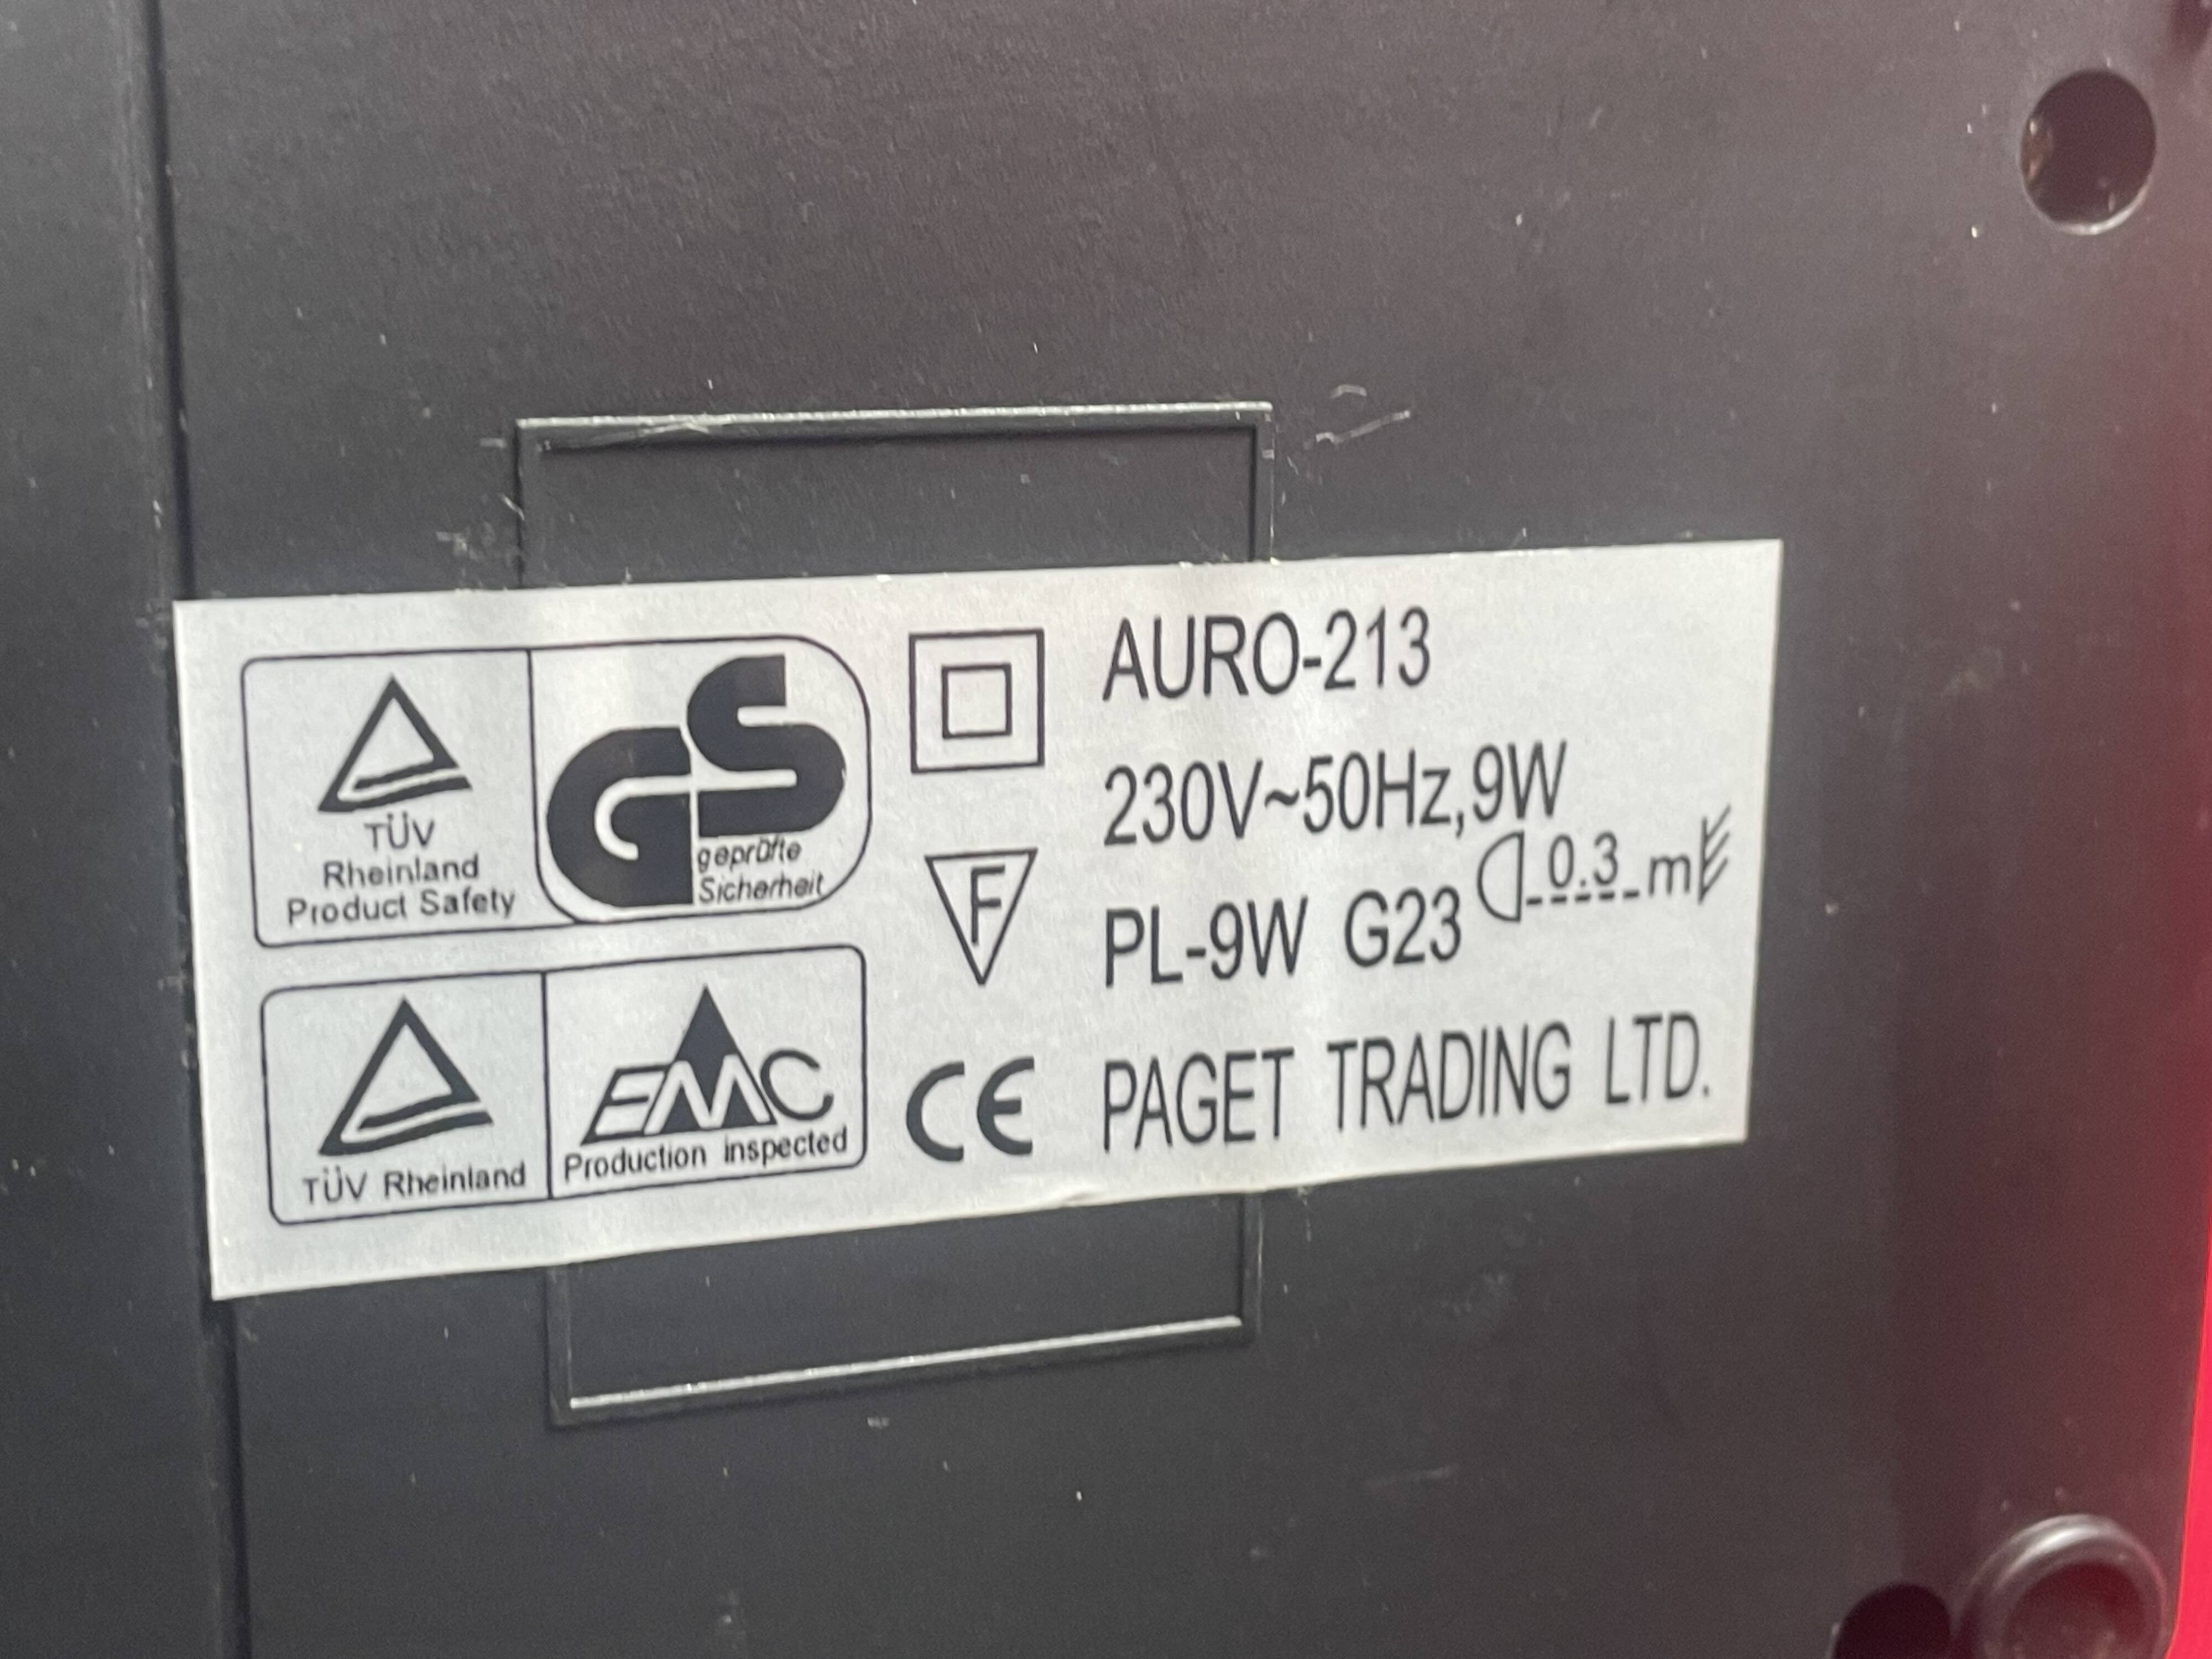 TÜV
Rheinland
Product Safety
GS
geprüfte
Sicherheit
TÜV Rheinland
EMC
Production inspected
F
CE
AURO-213
230V~50Hz,9W
PL-9W G23 0.3 m
PAGET TRADING LTD.